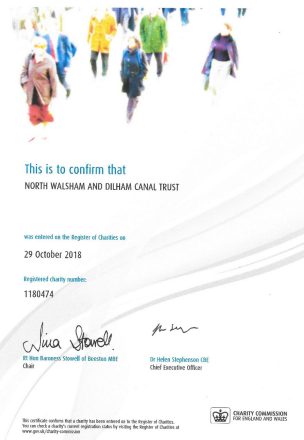 This is to confirm that
NORTH WALSHAM AND DILHAM CANAL TRUST
was entered on the Register of Charities on
29 October 2018
Registered charity number:
1180474
Tina Stowell.
Rt Hon Baroness Stowell of Beeston MBE
Chair
Dr Helen Stephenson CBE
Chief Executive Officer
This certificate confirms that a charity has been entered on to the Register of Charities.
You can check a charity's current registration status by visiting the Register of Charities at
www.gov.uk/charity-commission
CHARITY COMMISSION
FOR ENGLAND AND WALES